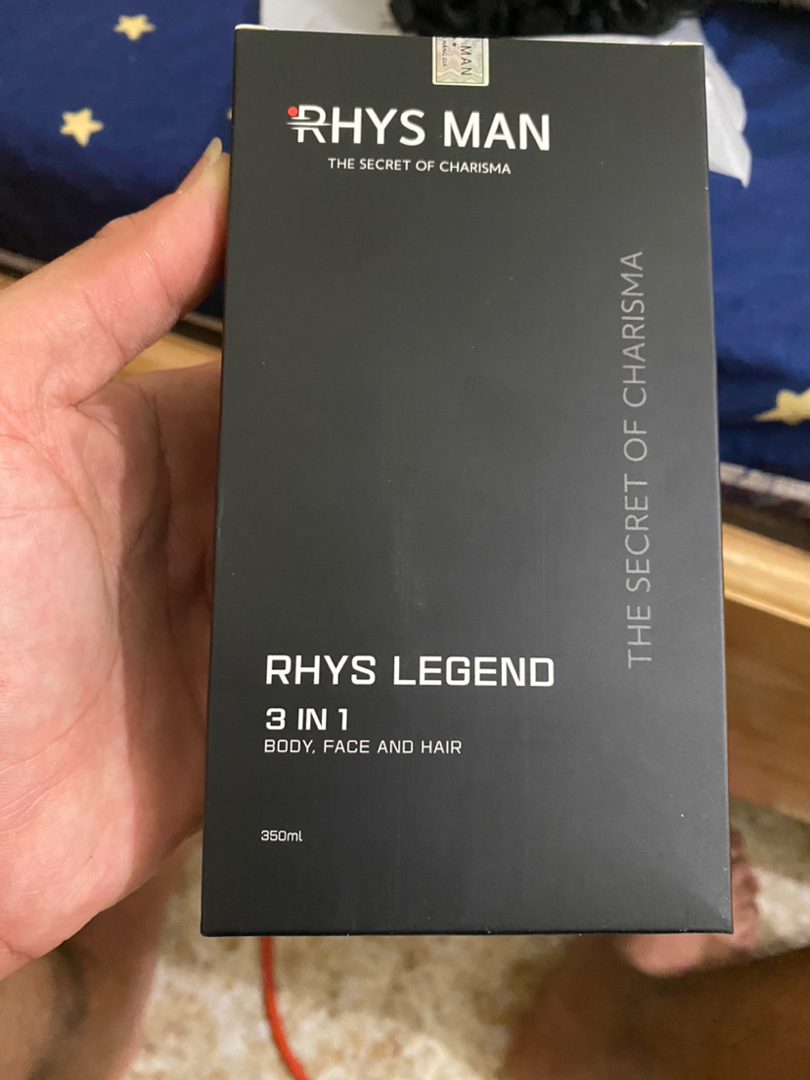 MAN
RHYS MAN
THE SECRET OF CHARISMA
THE SECRET OF CHARISMA
RHYS LEGEND
3 IN 1
BODY, FACE AND HAIR
350ml